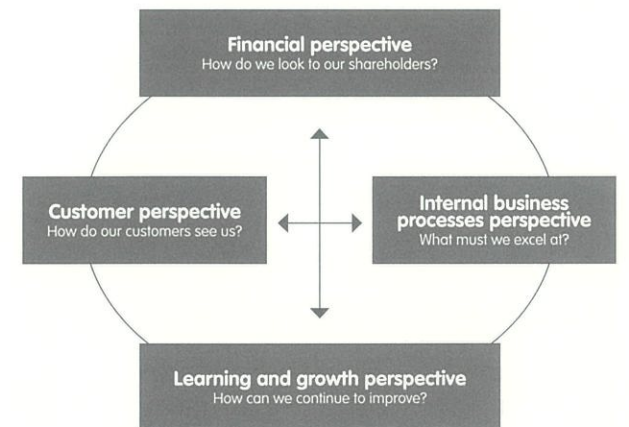 Financial perspective
How do we look to our shareholders?
Customer perspective
How do our customers see us?
Internal business
processes perspective
What must we excel at?
Learning and growth perspective
How can we continue to improve?